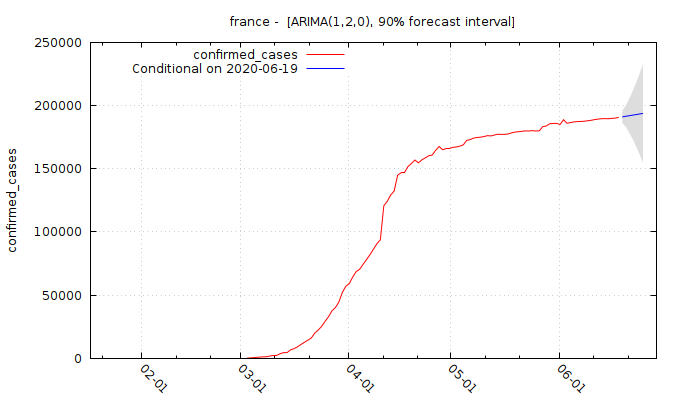 france -  [ARIMA(1,2,0), 90% forecast interval]
confirmed_cases
Conditional on 2020-06-19
confirmed_cases
250000
200000
150000
100000
50000
0
02-01
03-01
04-01
05-01
06-01